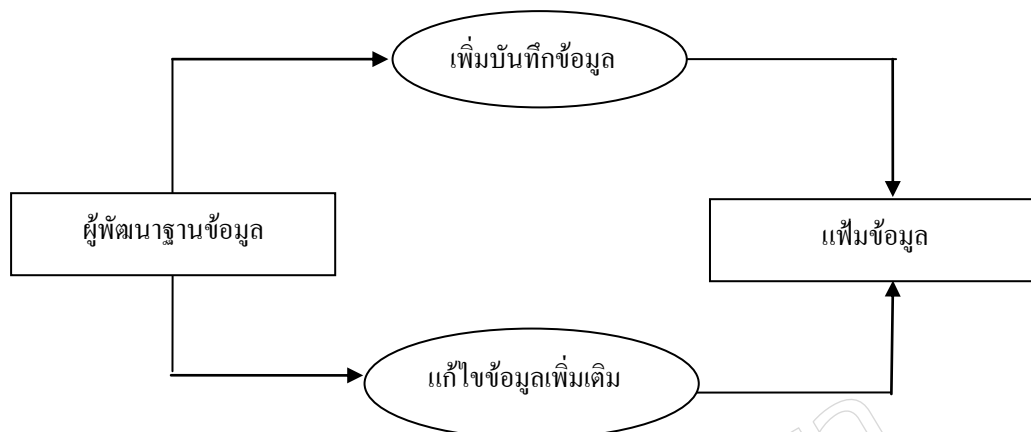 เพิ่มบันทึกข้อมูล
ผู้พัฒนาฐานข้อมูล
แฟ้มข้อมูล
แก้ไขข้อมูลเพิ่มเติม